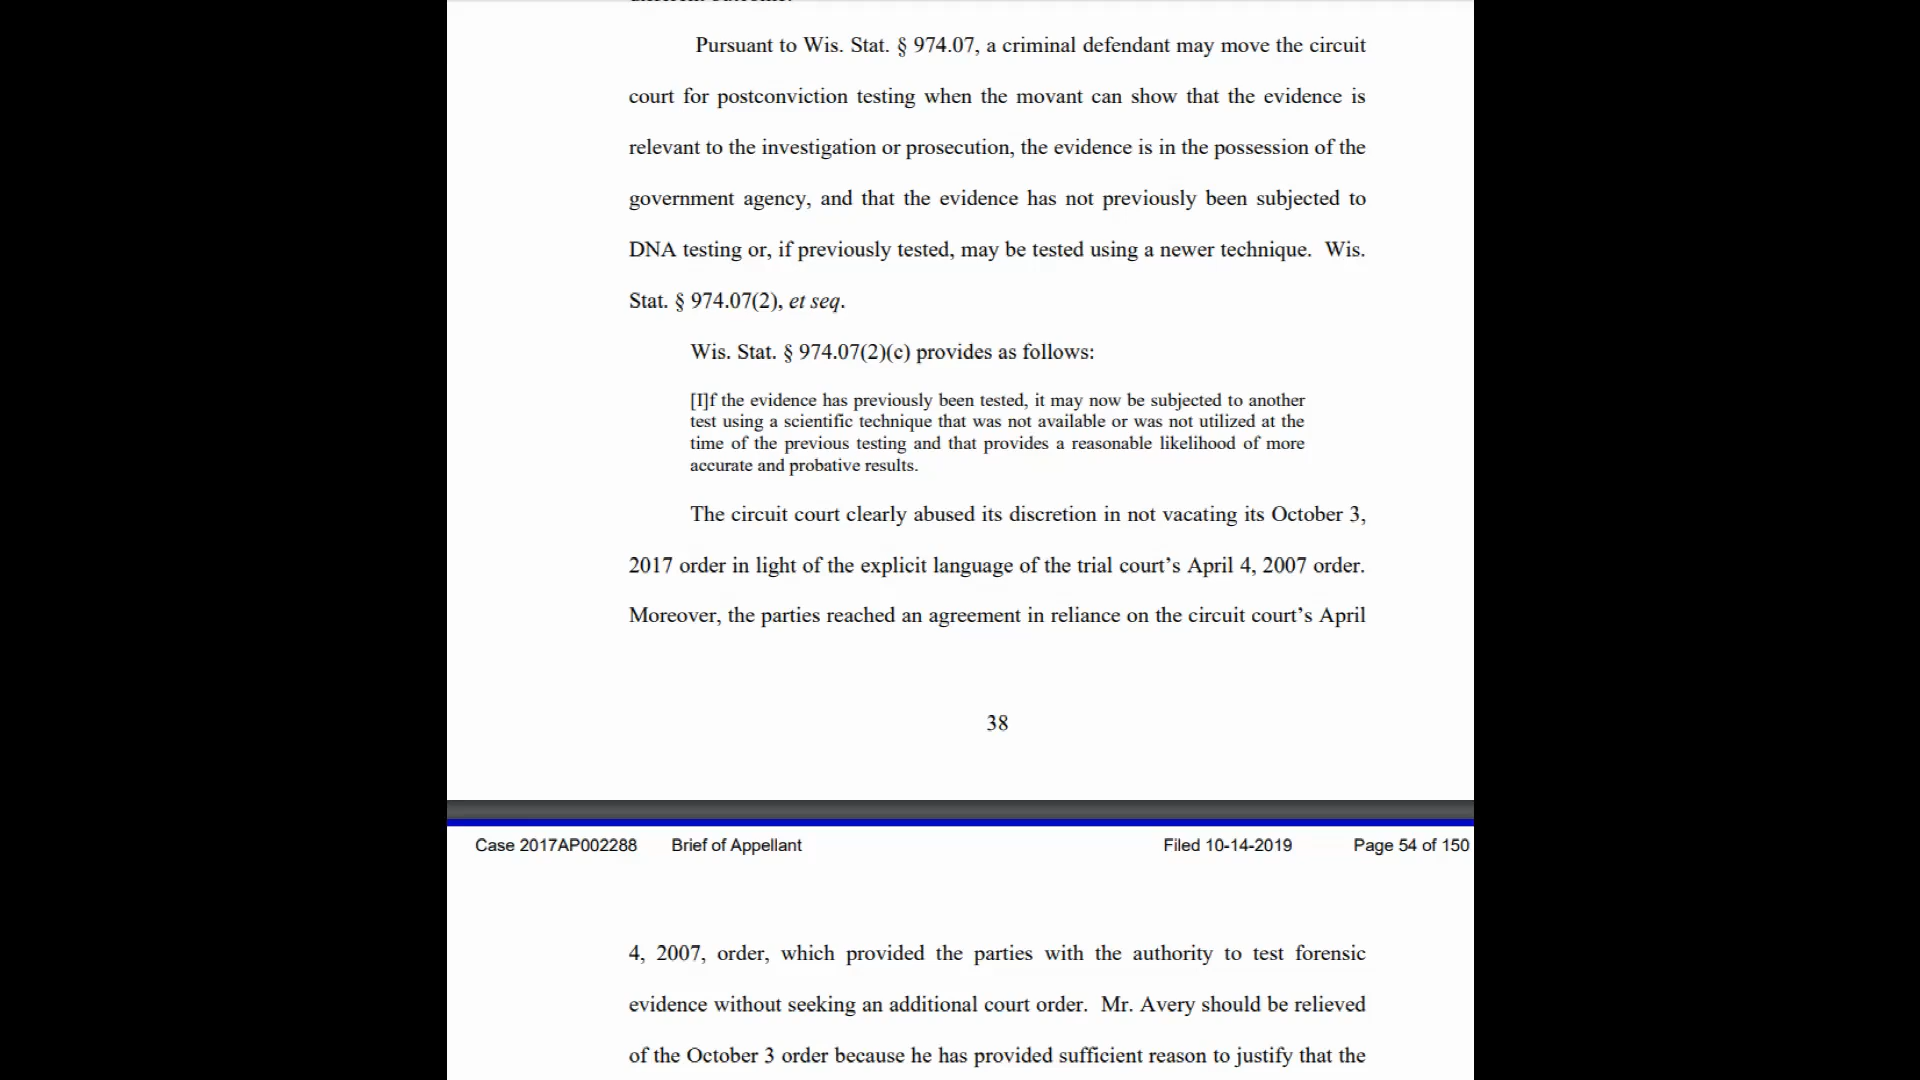 Pursuant to Wis. Stat. § 974.07, a criminal defendant may move the circuit
court for postconviction testing when the movant can show that the evidence is
relevant to the investigation or prosecution, the evidence is in the possession of the
government agency, and that the evidence has not previously been subjected to
DNA testing or, if previously tested, may be tested using a newer technique. Wis.
Stat. § 974.07(2), et seq.
Wis. Stat. § 974.07(2)(c) provides as follows:
[I]f the evidence has previously been tested, it may now be subjected to another
test using a scientific technique that was not available or was not utilized at the
time of the previous testing and that provides a reasonable likelihood of more
accurate and probative results.
The circuit court clearly abused its discretion in not vacating its October 3,
2017 order in light of the explicit language of the trial court’s April 4, 2007 order.
Moreover, the parties reached an agreement in reliance on the circuit court’s April
38
Case 2017AP002288 Brief of Appellant Filed 10-14-2019 Page 54 of 150
4, 2007, order, which provided the parties with the authority to test forensic
evidence without seeking an additional court order. Mr. Avery should be relieved
of the October 3 order because he has provided sufficient reason to justify that the